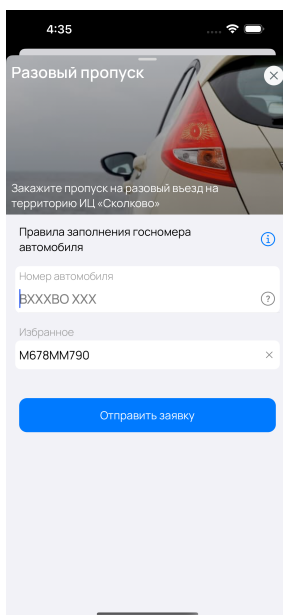 4:35
Разовый пропуск
Закажите пропуск на разовый въезд на
территорию ИЦ «Сколково»
Правила заполнения госномера
автомобиля
Номер автомобиля
ВХХХВО ХХХ
Избранное
М678ММ790
Отправить заявку